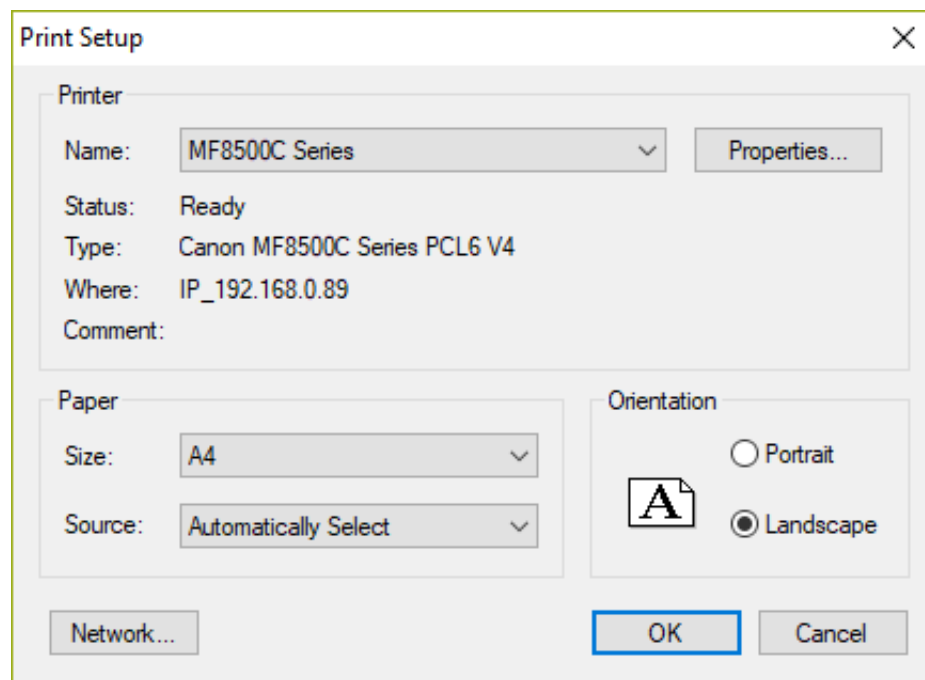 Print Setup
Printer
Name: MF8500C Series Properties...
Status: Ready
Type: Canon MF8500C Series PCL6 V4
Where: IP_192.168.0.89
Comment:
Paper
Size: A4
Source: Automatically Select
Orientation
A
Portrait
Landscape
Network... OK Cancel